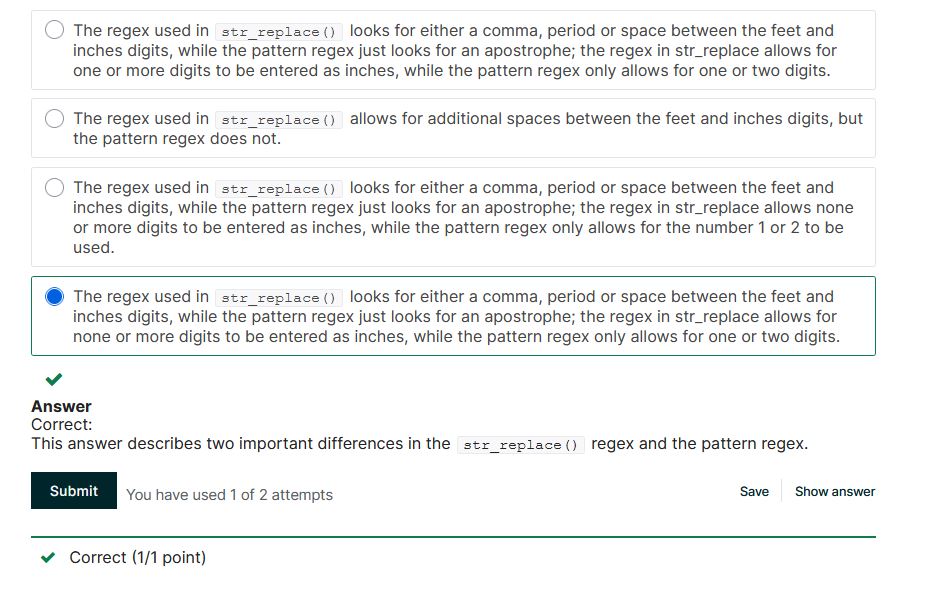 The regex used in str_replace() looks for either a comma, period or space between the feet and
inches digits, while the pattern regex just looks for an apostrophe; the regex in str_replace allows for
one or more digits to be entered as inches, while the pattern regex only allows for one or two digits.
The regex used in str_replace() allows for additional spaces between the feet and inches digits, but
the pattern regex does not.
The regex used in str_replace() looks for either a comma, period or space between the feet and
inches digits, while the pattern regex just looks for an apostrophe; the regex in str_replace allows none
or more digits to be entered as inches, while the pattern regex only allows for the number 1 or 2 to be
used.
The regex used in str_replace() looks for either a comma, period or space between the feet and
inches digits, while the pattern regex just looks for an apostrophe; the regex in str_replace allows for
none or more digits to be entered as inches, while the pattern regex only allows for one or two digits.
Answer
Correct:
This answer describes two important differences in the str_replace() regex and the pattern regex.
Submit You have used 1 of 2 attempts Save Show answer
Correct (1/1 point)